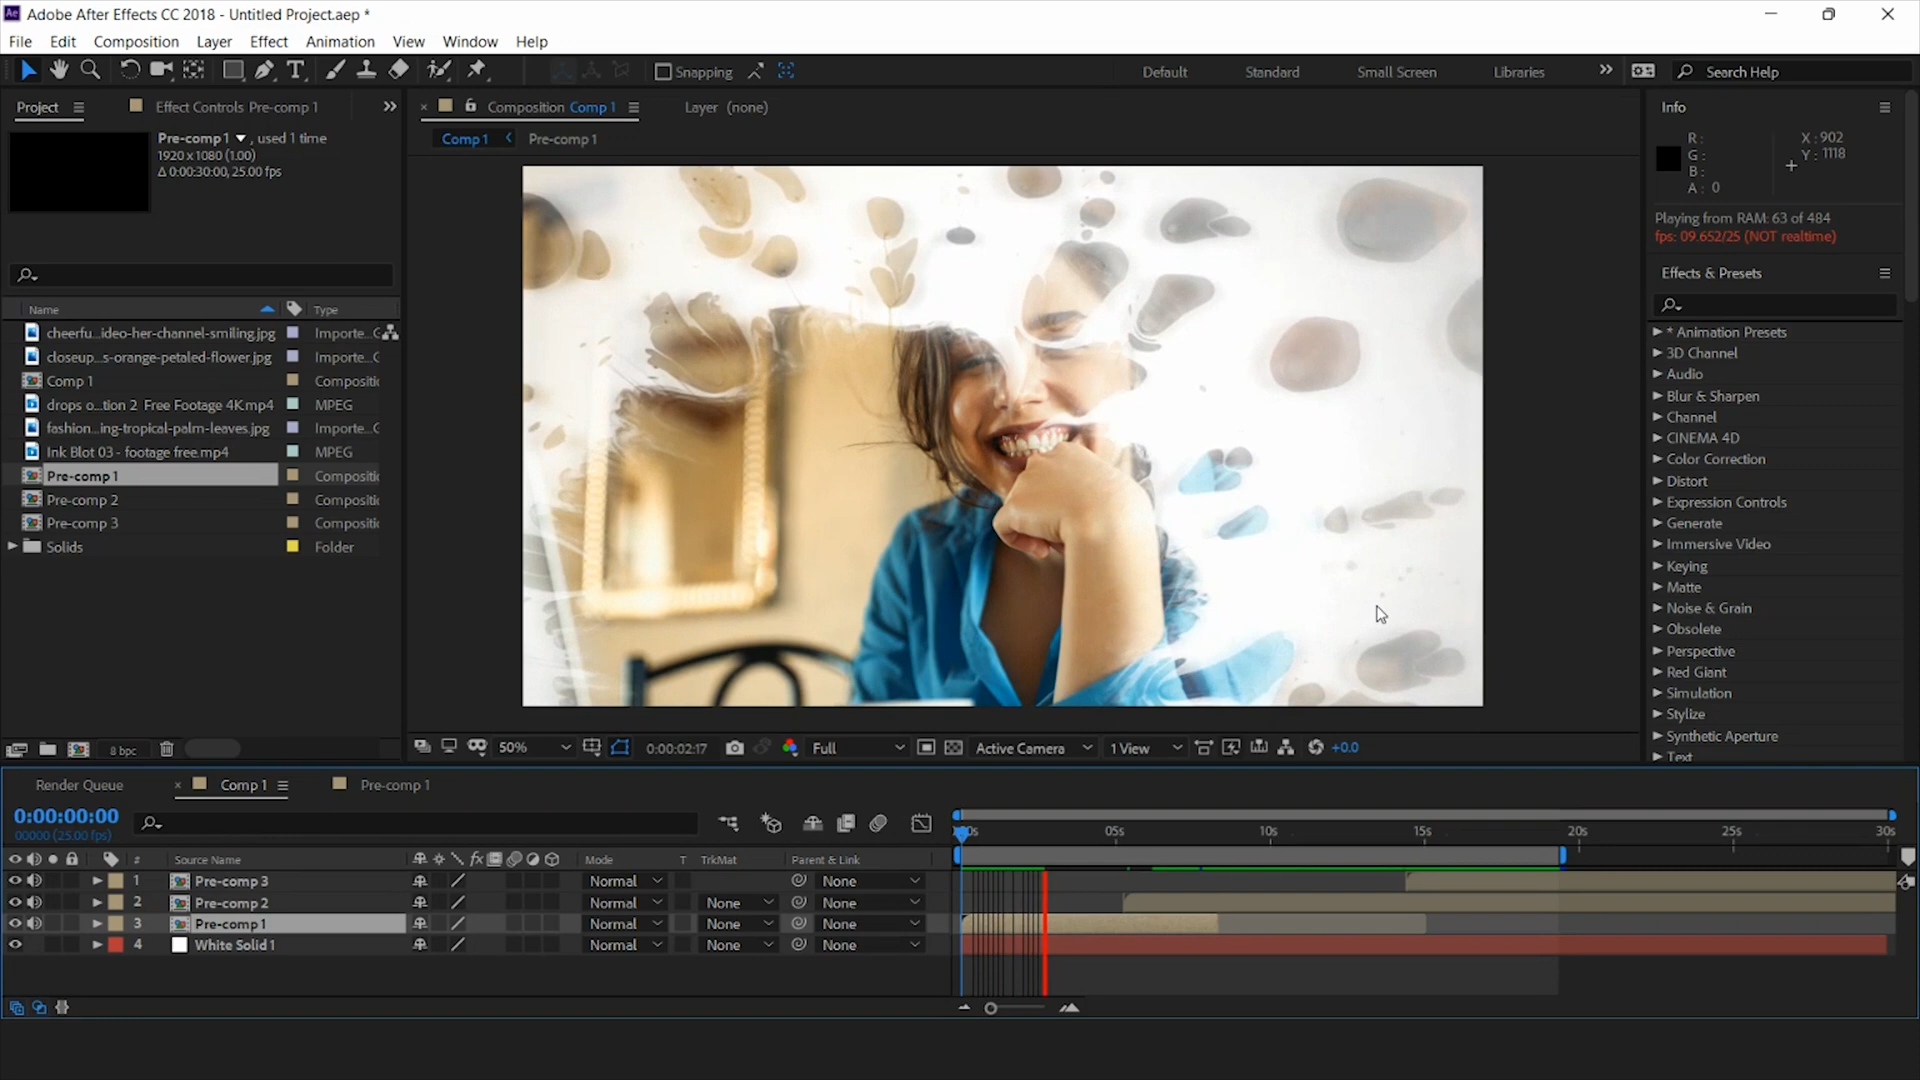 Adobe After Effects CC 2018 - Untitled Project.aep *
File Edit Composition Layer Effect Animation View Window Help
Snapping Default Standard Small Screen Libraries Search Help
Project Effect Controls Pre-comp 1
Pre-comp 1 , used 1 time
1920 x 1080 (1.00)
Δ 0:00:30:00, 25.00 fps
Name Type
cheerfu...ideo-her-channel-smiling.jpg Importe...G
closeup...s-orange-petaled-flower.jpg Importe...G
Comp 1 Compositi
drops o...tion 2 Free Footage 4K.mp4 MPEG
fashion...ing-tropical-palm-leaves.jpg Importe...G
Ink Blot 03 - footage free.mp4 MPEG
Pre-comp 1 Compositi
Pre-comp 2 Compositi
Pre-comp 3 Compositi
Solids Folder
8 bpc
Composition Comp 1 Layer (none)
Comp 1 Pre-comp 1
50% 0:00:02:17 Full Active Camera 1 View +0.0
Info
R :
G :
B :
A : 0
X : 902
Y : 1118
Playing from RAM: 63 of 484
fps: 09.652/25 (NOT realtime)
Effects & Presets
* Animation Presets
3D Channel
Audio
Blur & Sharpen
Channel
CINEMA 4D
Color Correction
Distort
Expression Controls
Generate
Immersive Video
Keying
Matte
Noise & Grain
Obsolete
Perspective
Red Giant
Simulation
Stylize
Synthetic Aperture
Text
Render Queue Comp 1 Pre-comp 1
0:00:00:00
00000 (25.00 fps)
05s 10s 15s 20s 25s 30s
# Source Name fx Mode T TrkMat Parent & Link
1 Pre-comp 3 Normal None
2 Pre-comp 2 Normal None None
3 Pre-comp 1 Normal None None
4 White Solid 1 Normal None None